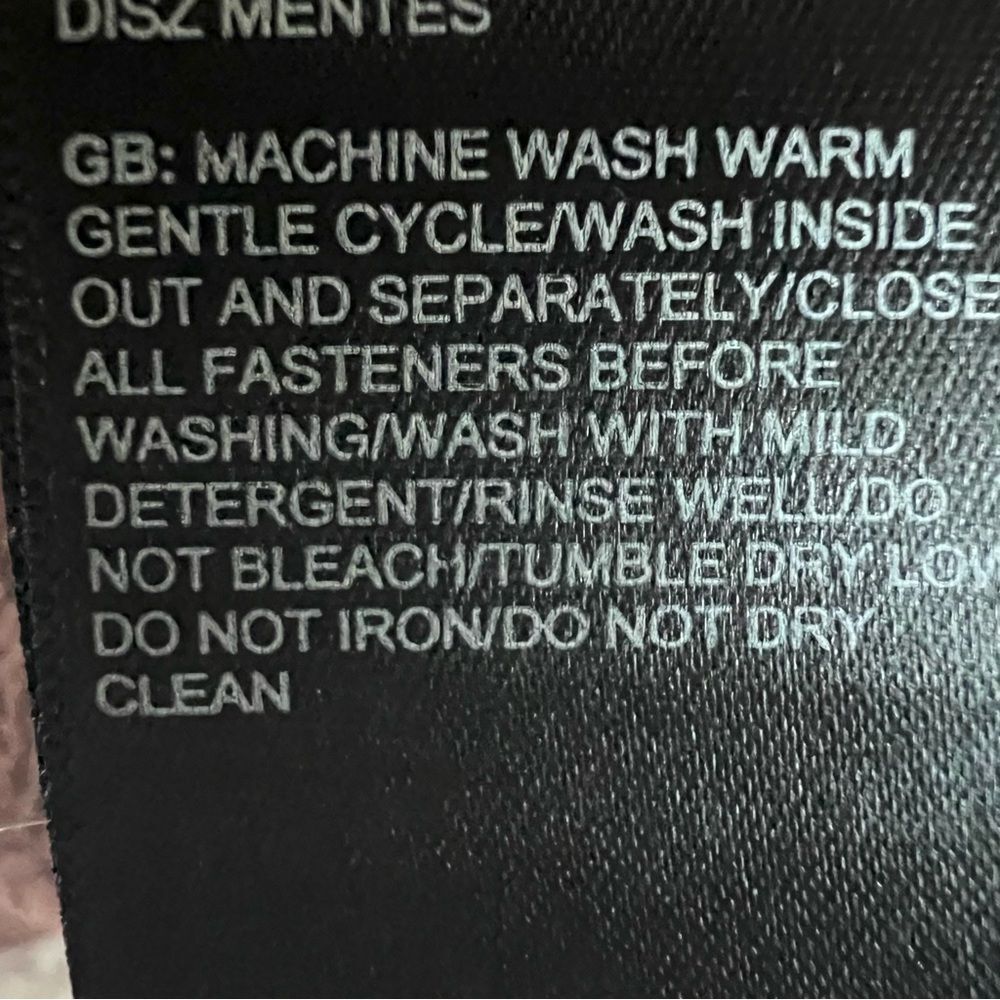 DISZ MENTES
GB: MACHINE WASH WARM
GENTLE CYCLE/WASH INSIDE
OUT AND SEPARATELY/CLOSE
ALL FASTENERS BEFORE
WASHING/WASH WITH MILD
DETERGENT/RINSE WELL/DO
NOT BLEACH/TUMBLE DRY LOW
DO NOT IRON/DO NOT DRY
CLEAN